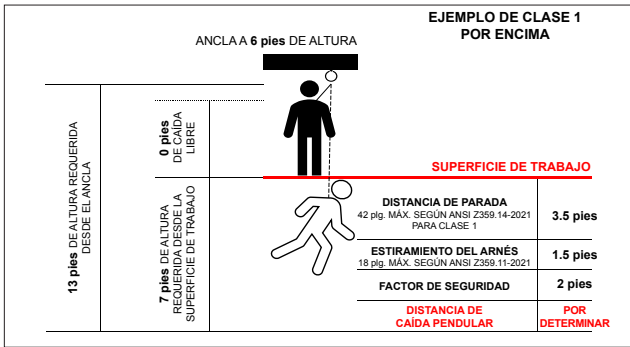 EJEMPLO DE CLASE 1
POR ENCIMA
ANCLA A 6 pies DE ALTURA
13 pies DE ALTURA REQUERIDA
DESDE EL ANCLA
0 pies
DE CAÍDA
LIBRE
7 pies DE ALTURA
REQUERIDA DESDE LA
SUPERFICIE DE TRABAJO
SUPERFICIE DE TRABAJO
DISTANCIA DE PARADA
42 plg. MÁX. SEGÚN ANSI Z359.14-2021
PARA CLASE 1
3.5 pies
ESTIRAMIENTO DEL ARNÉS
18 plg. MÁX. SEGÚN ANSI Z359.11-2021
1.5 pies
FACTOR DE SEGURIDAD
2 pies
DISTANCIA DE
CAÍDA PENDULAR
POR
DETERMINAR